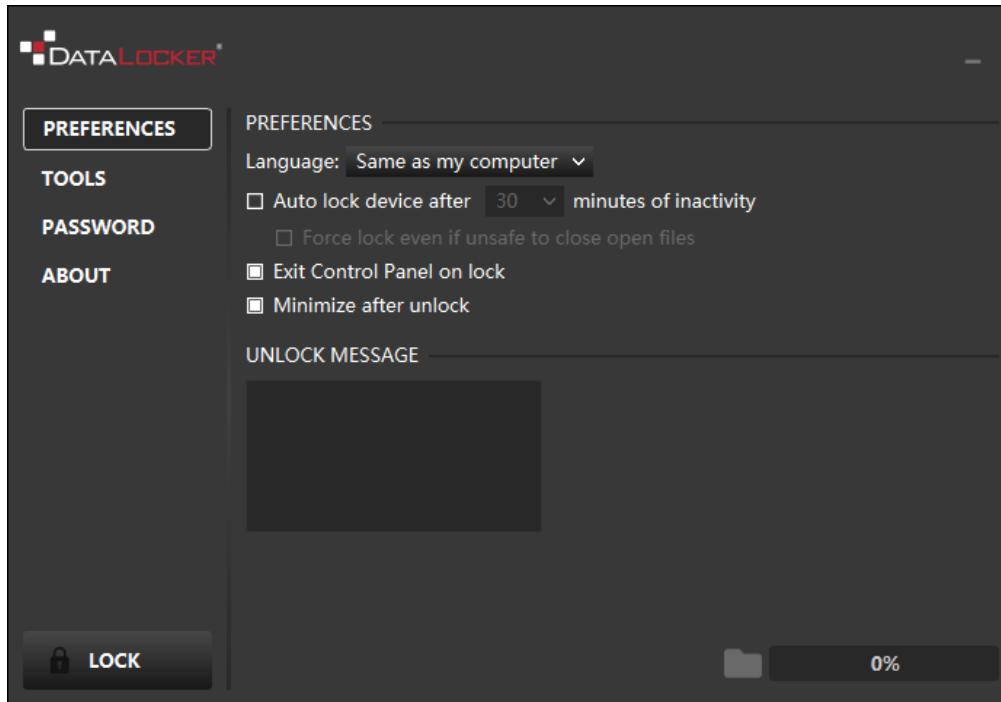 DATALOCKER®
PREFERENCES
TOOLS
PASSWORD
ABOUT
LOCK
PREFERENCES
Language: Same as my computer
Auto lock device after 30 minutes of inactivity
Force lock even if unsafe to close open files
Exit Control Panel on lock
Minimize after unlock
UNLOCK MESSAGE
0%